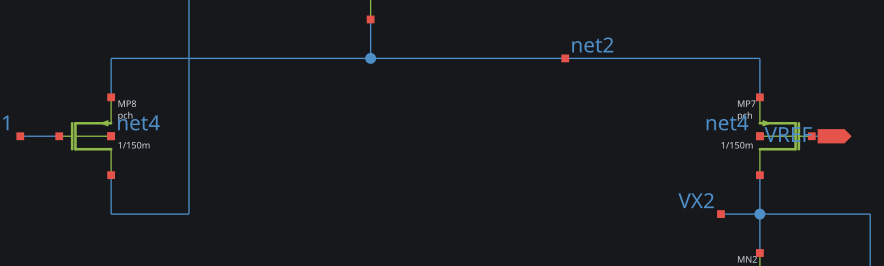 net2
MP8
pch
1
net4
1/150m
MP7
pch
net4
VREF
1/150m
VX2
MN2